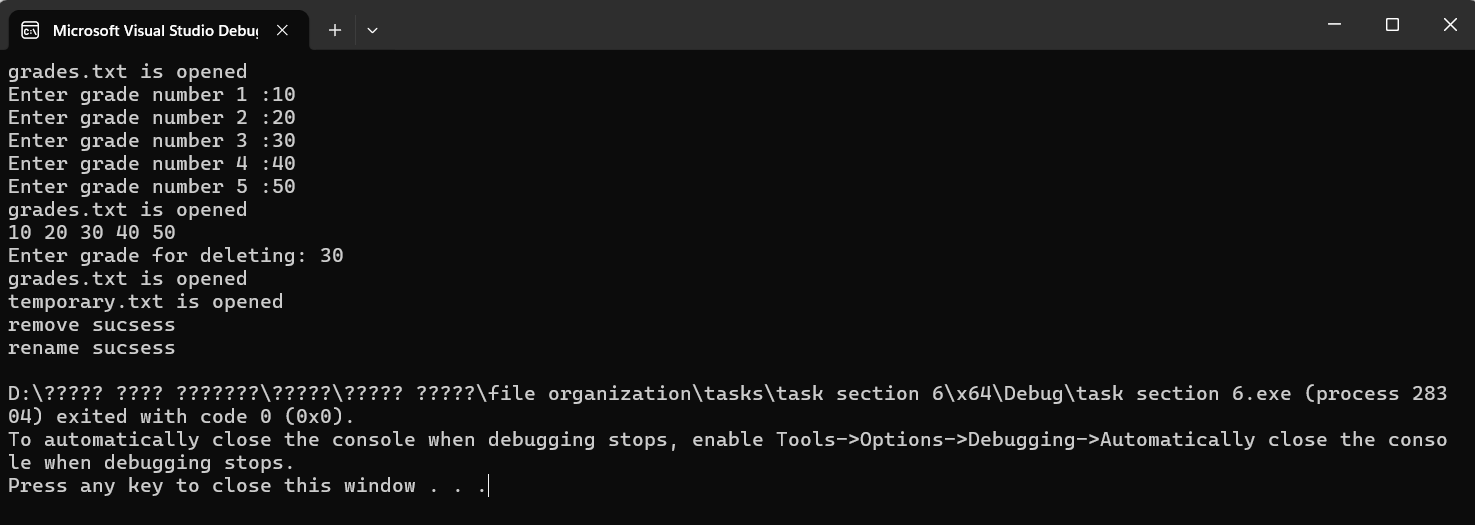 Microsoft Visual Studio Debu
grades.txt is opened
Enter grade number 1 :10
Enter grade number 2 :20
Enter grade number 3 :30
Enter grade number 4 :40
Enter grade number 5 :50
grades.txt is opened
10 20 30 40 50
Enter grade for deleting: 30
grades.txt is opened
temporary.txt is opened
remove sucsess
rename sucsess
D:\????? ???? ???????\?????\????? ?????\file organization\tasks\task section 6\x64\Debug\task section 6.exe (process 283
04) exited with code 0 (0x0).
To automatically close the console when debugging stops, enable Tools->Options->Debugging->Automatically close the conso
le when debugging stops.
Press any key to close this window . . .